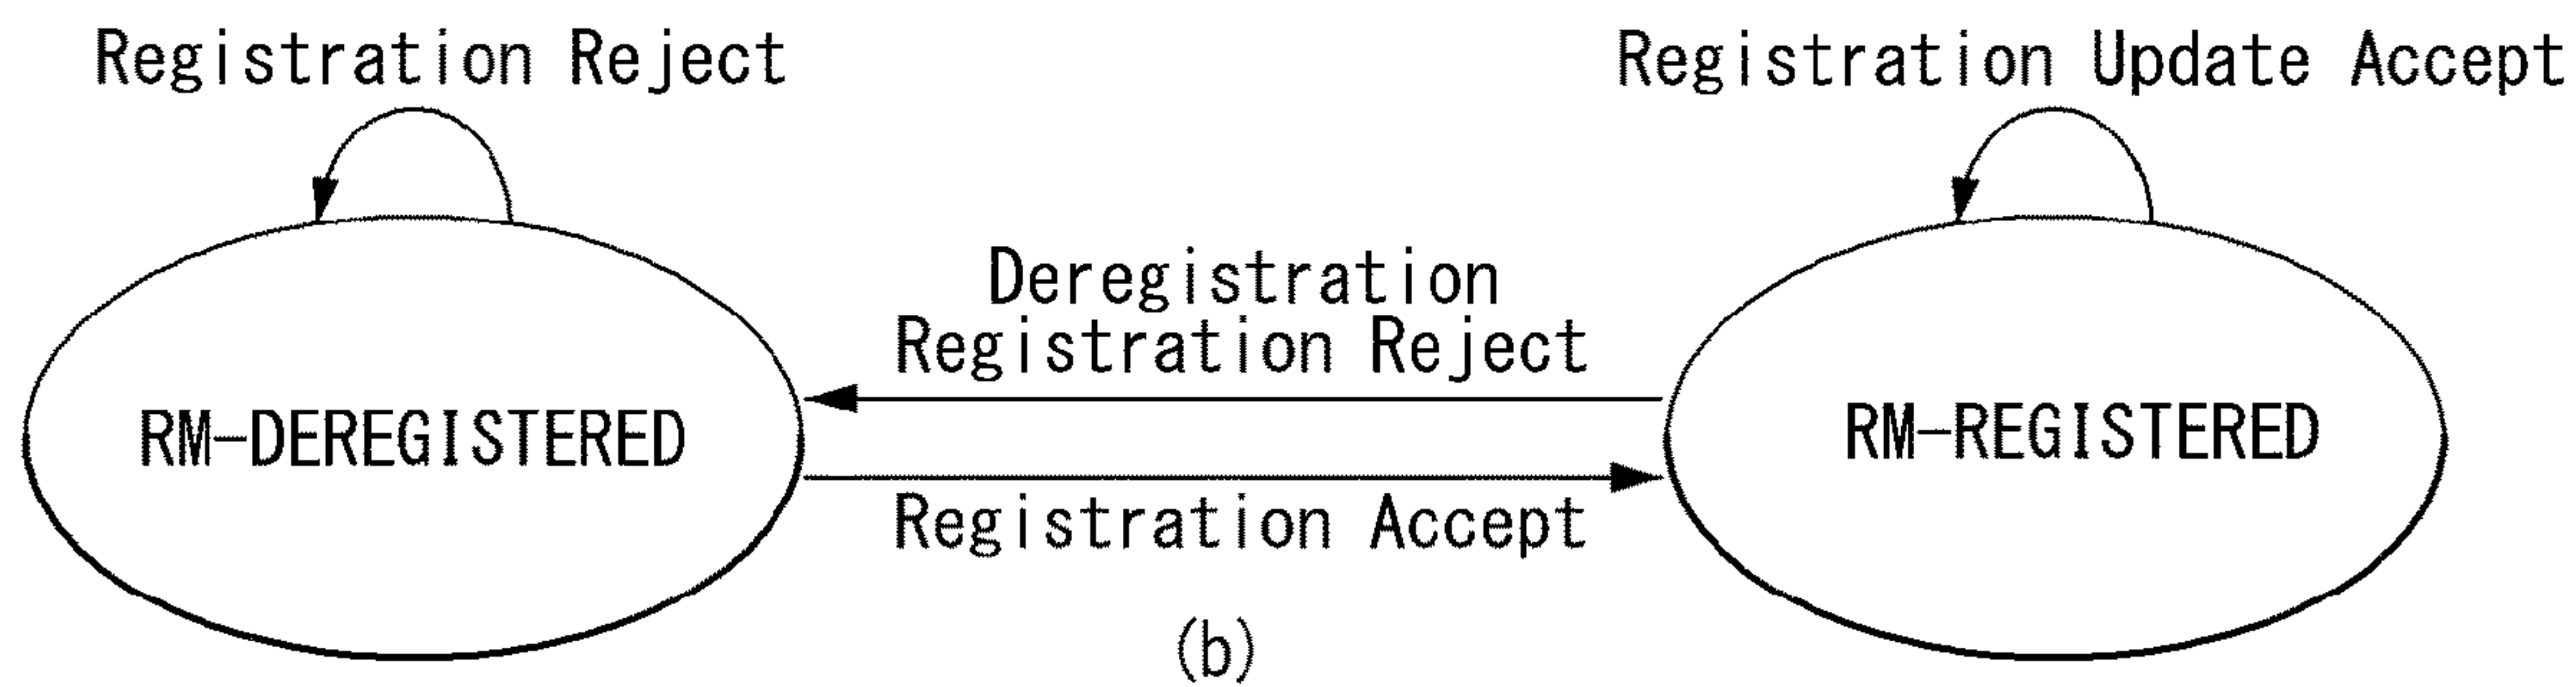 Registration Reject
Registration Update Accept
Deregistration
Registration Reject
RM-DEREGISTERED
RM-REGISTERED
Registration Accept
(b)